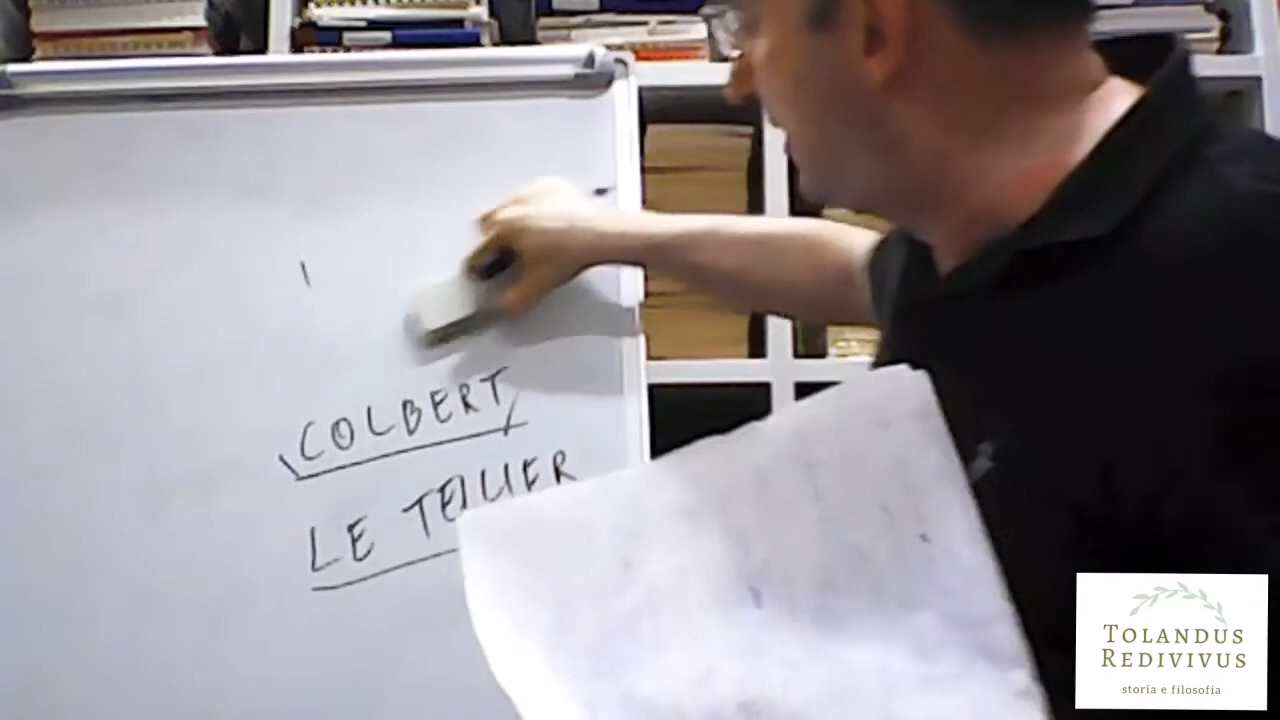 COLBERT
LE TELLIER
TOLANDUS
REDIVIVUS
storia e filosofia